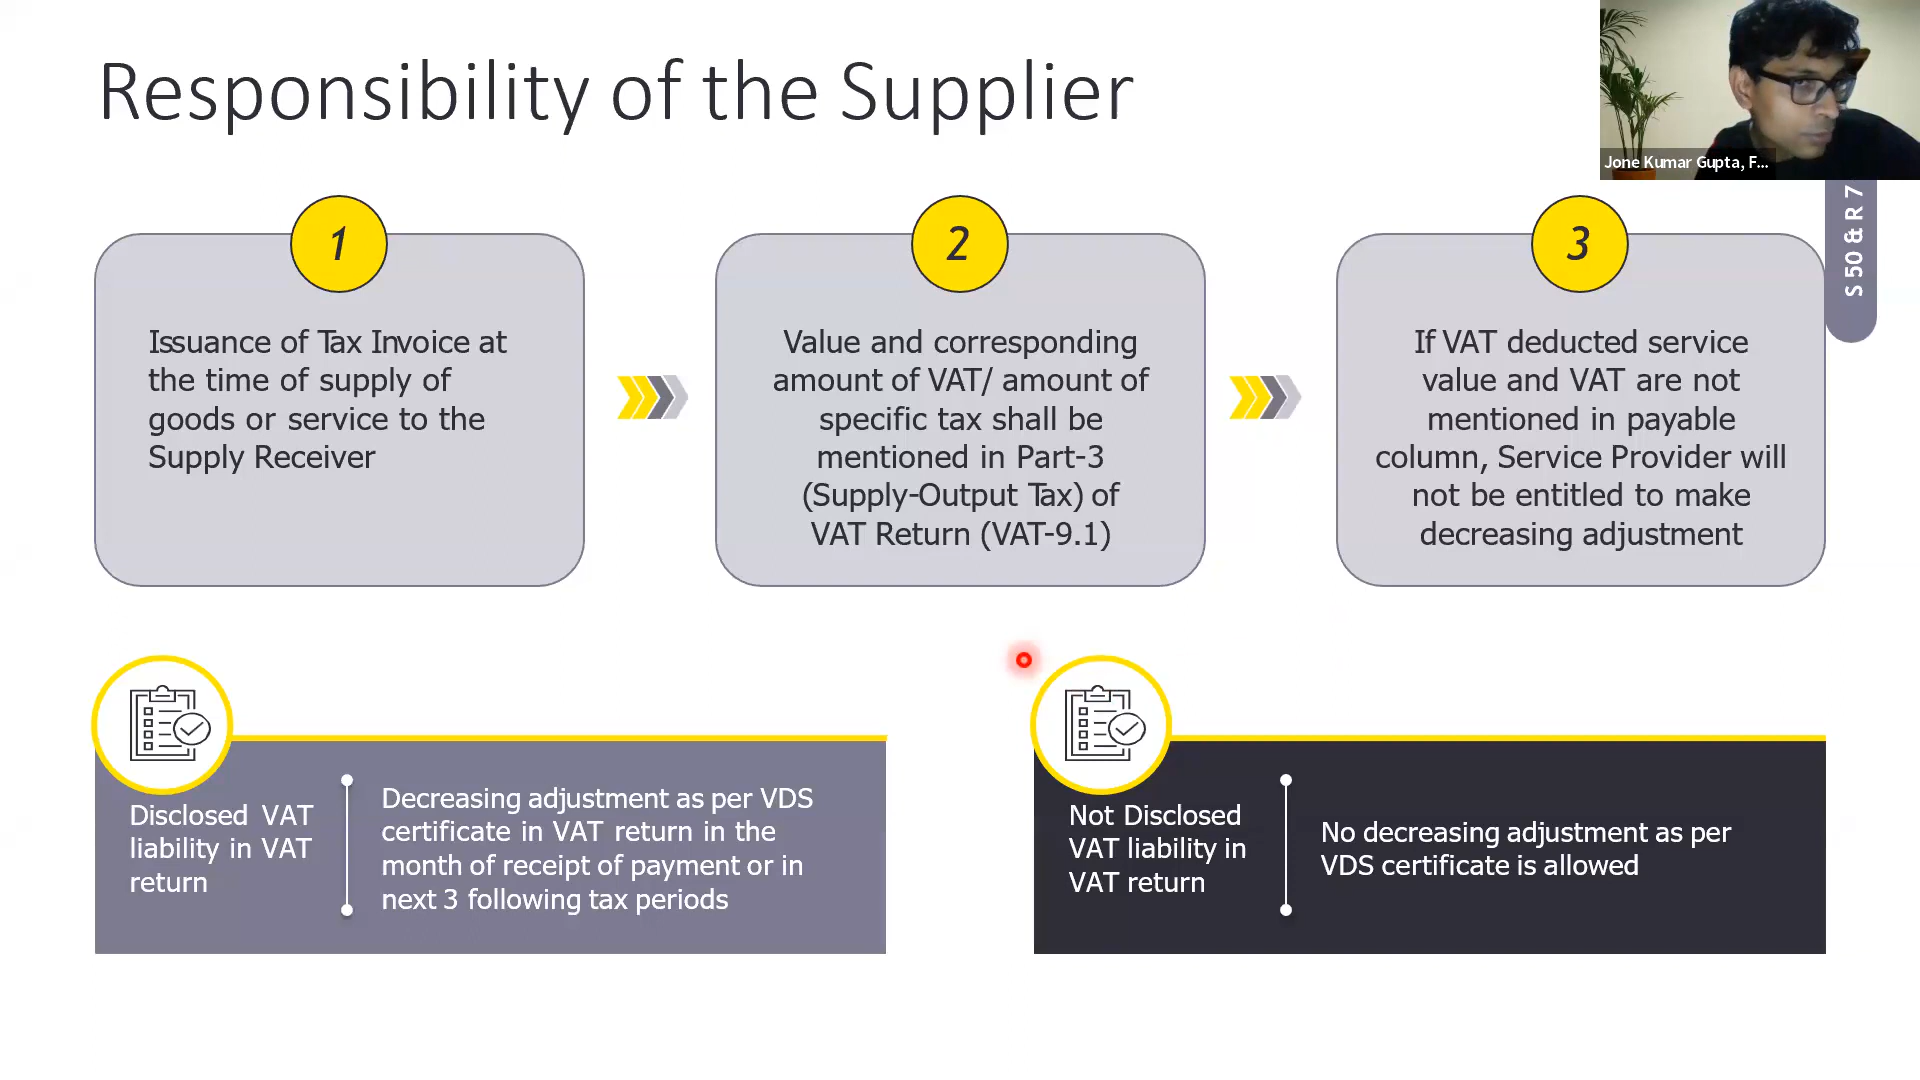 Responsibility of the Supplier
Jone Kumar Gupta, F...
S 50 & R 7
1
Issuance of Tax Invoice at
the time of supply of
goods or service to the
Supply Receiver
2
Value and corresponding
amount of VAT/ amount of
specific tax shall be
mentioned in Part-3
(Supply-Output Tax) of
VAT Return (VAT-9.1)
3
If VAT deducted service
value and VAT are not
mentioned in payable
column, Service Provider will
not be entitled to make
decreasing adjustment
Disclosed VAT
liability in VAT
return
Decreasing adjustment as per VDS
certificate in VAT return in the
month of receipt of payment or in
next 3 following tax periods
Not Disclosed
VAT liability in
VAT return
No decreasing adjustment as per
VDS certificate is allowed